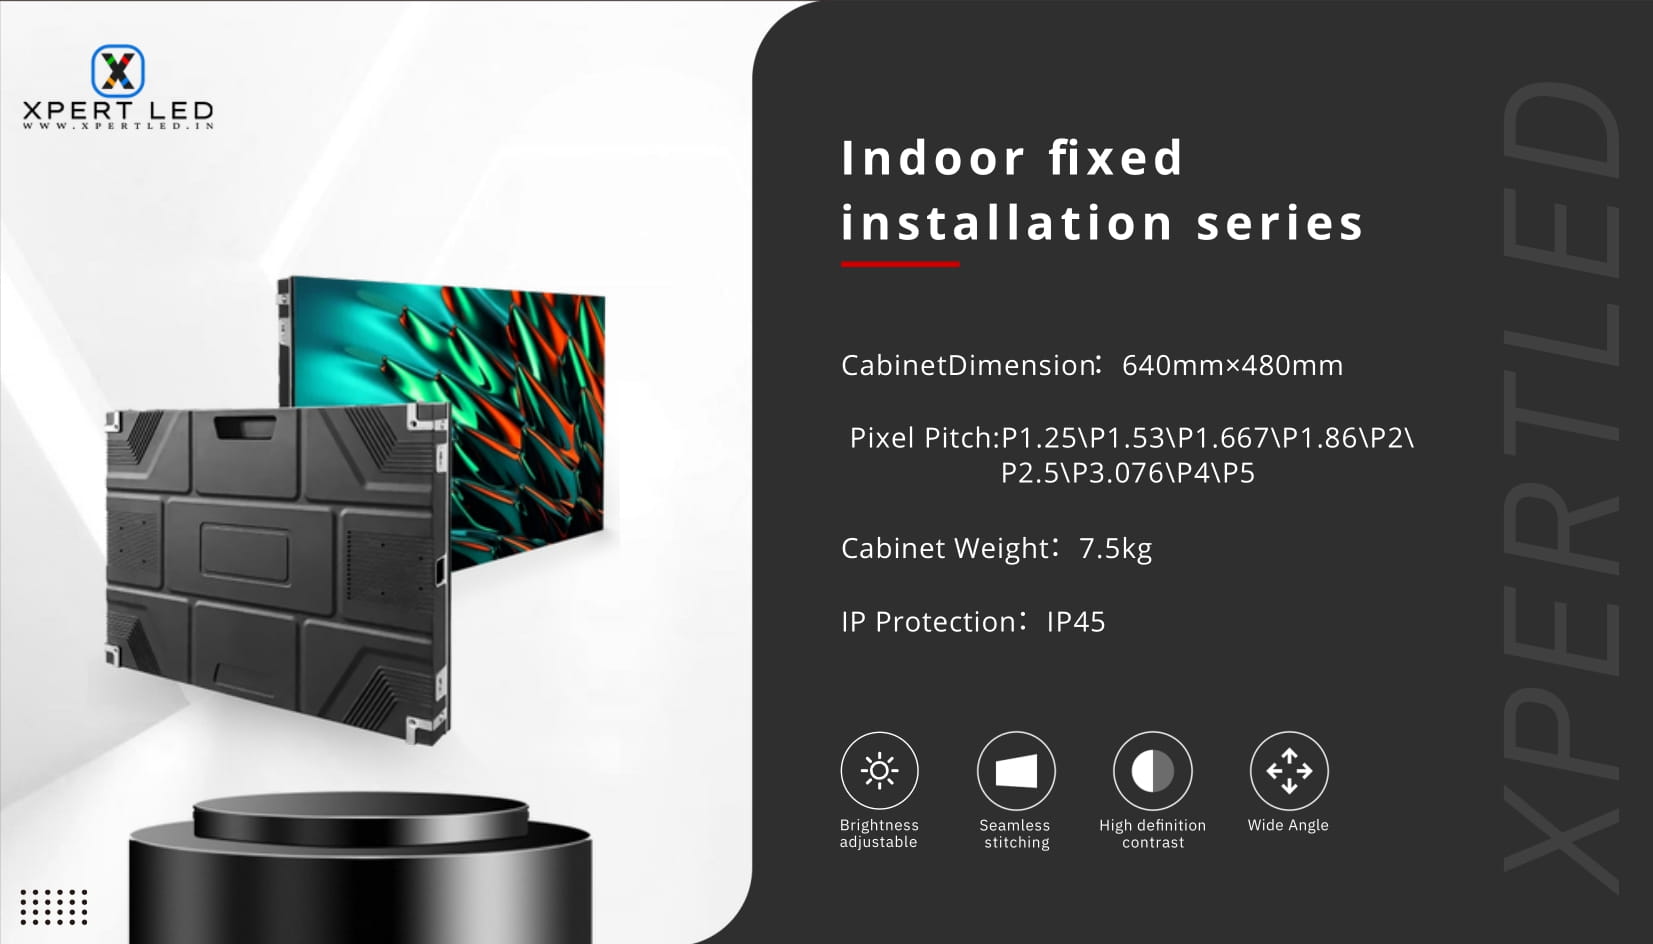 XPERT LED
WWW.XPERTLED.IN
Indoor fixed
installation series
CabinetDimension： 640mm×480mm
Pixel Pitch:P1.25\P1.53\P1.667\P1.86\P2\
P2.5\P3.076\P4\P5
Cabinet Weight： 7.5kg
IP Protection： IP45
Brightness
adjustable
Seamless
stitching
High definition
contrast
Wide Angle
XPERTLED